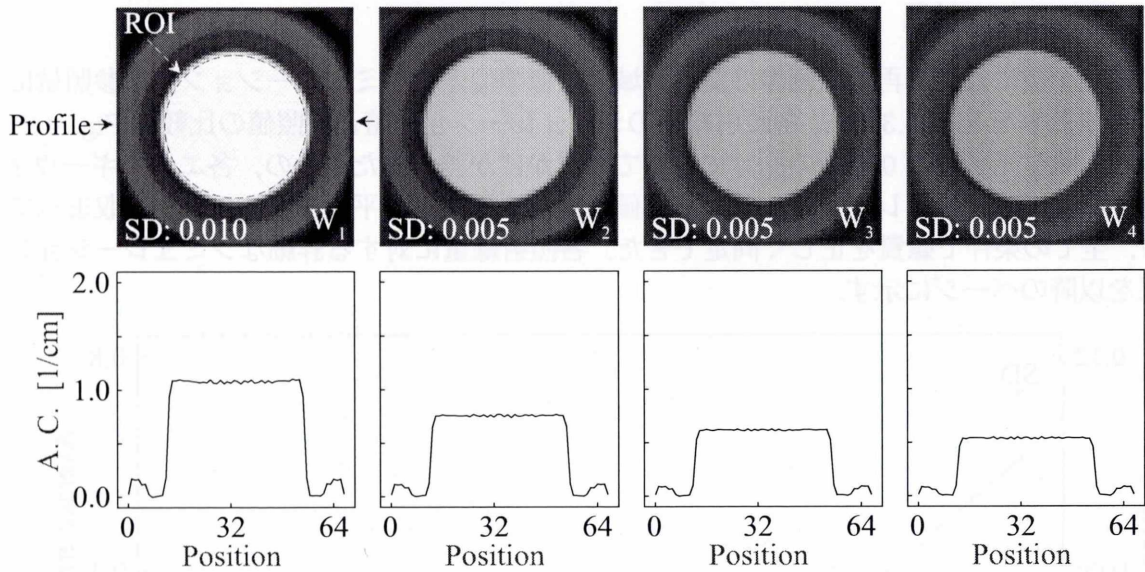 ROI
Profile
SD: 0.010 W1
SD: 0.005 W2
SD: 0.005 W3
SD: 0.005 W4
A. C. [1/cm]
2.0
1.0
0.0
0 32 64
Position
0 32 64
Position
0 32 64
Position
0 32 64
Position